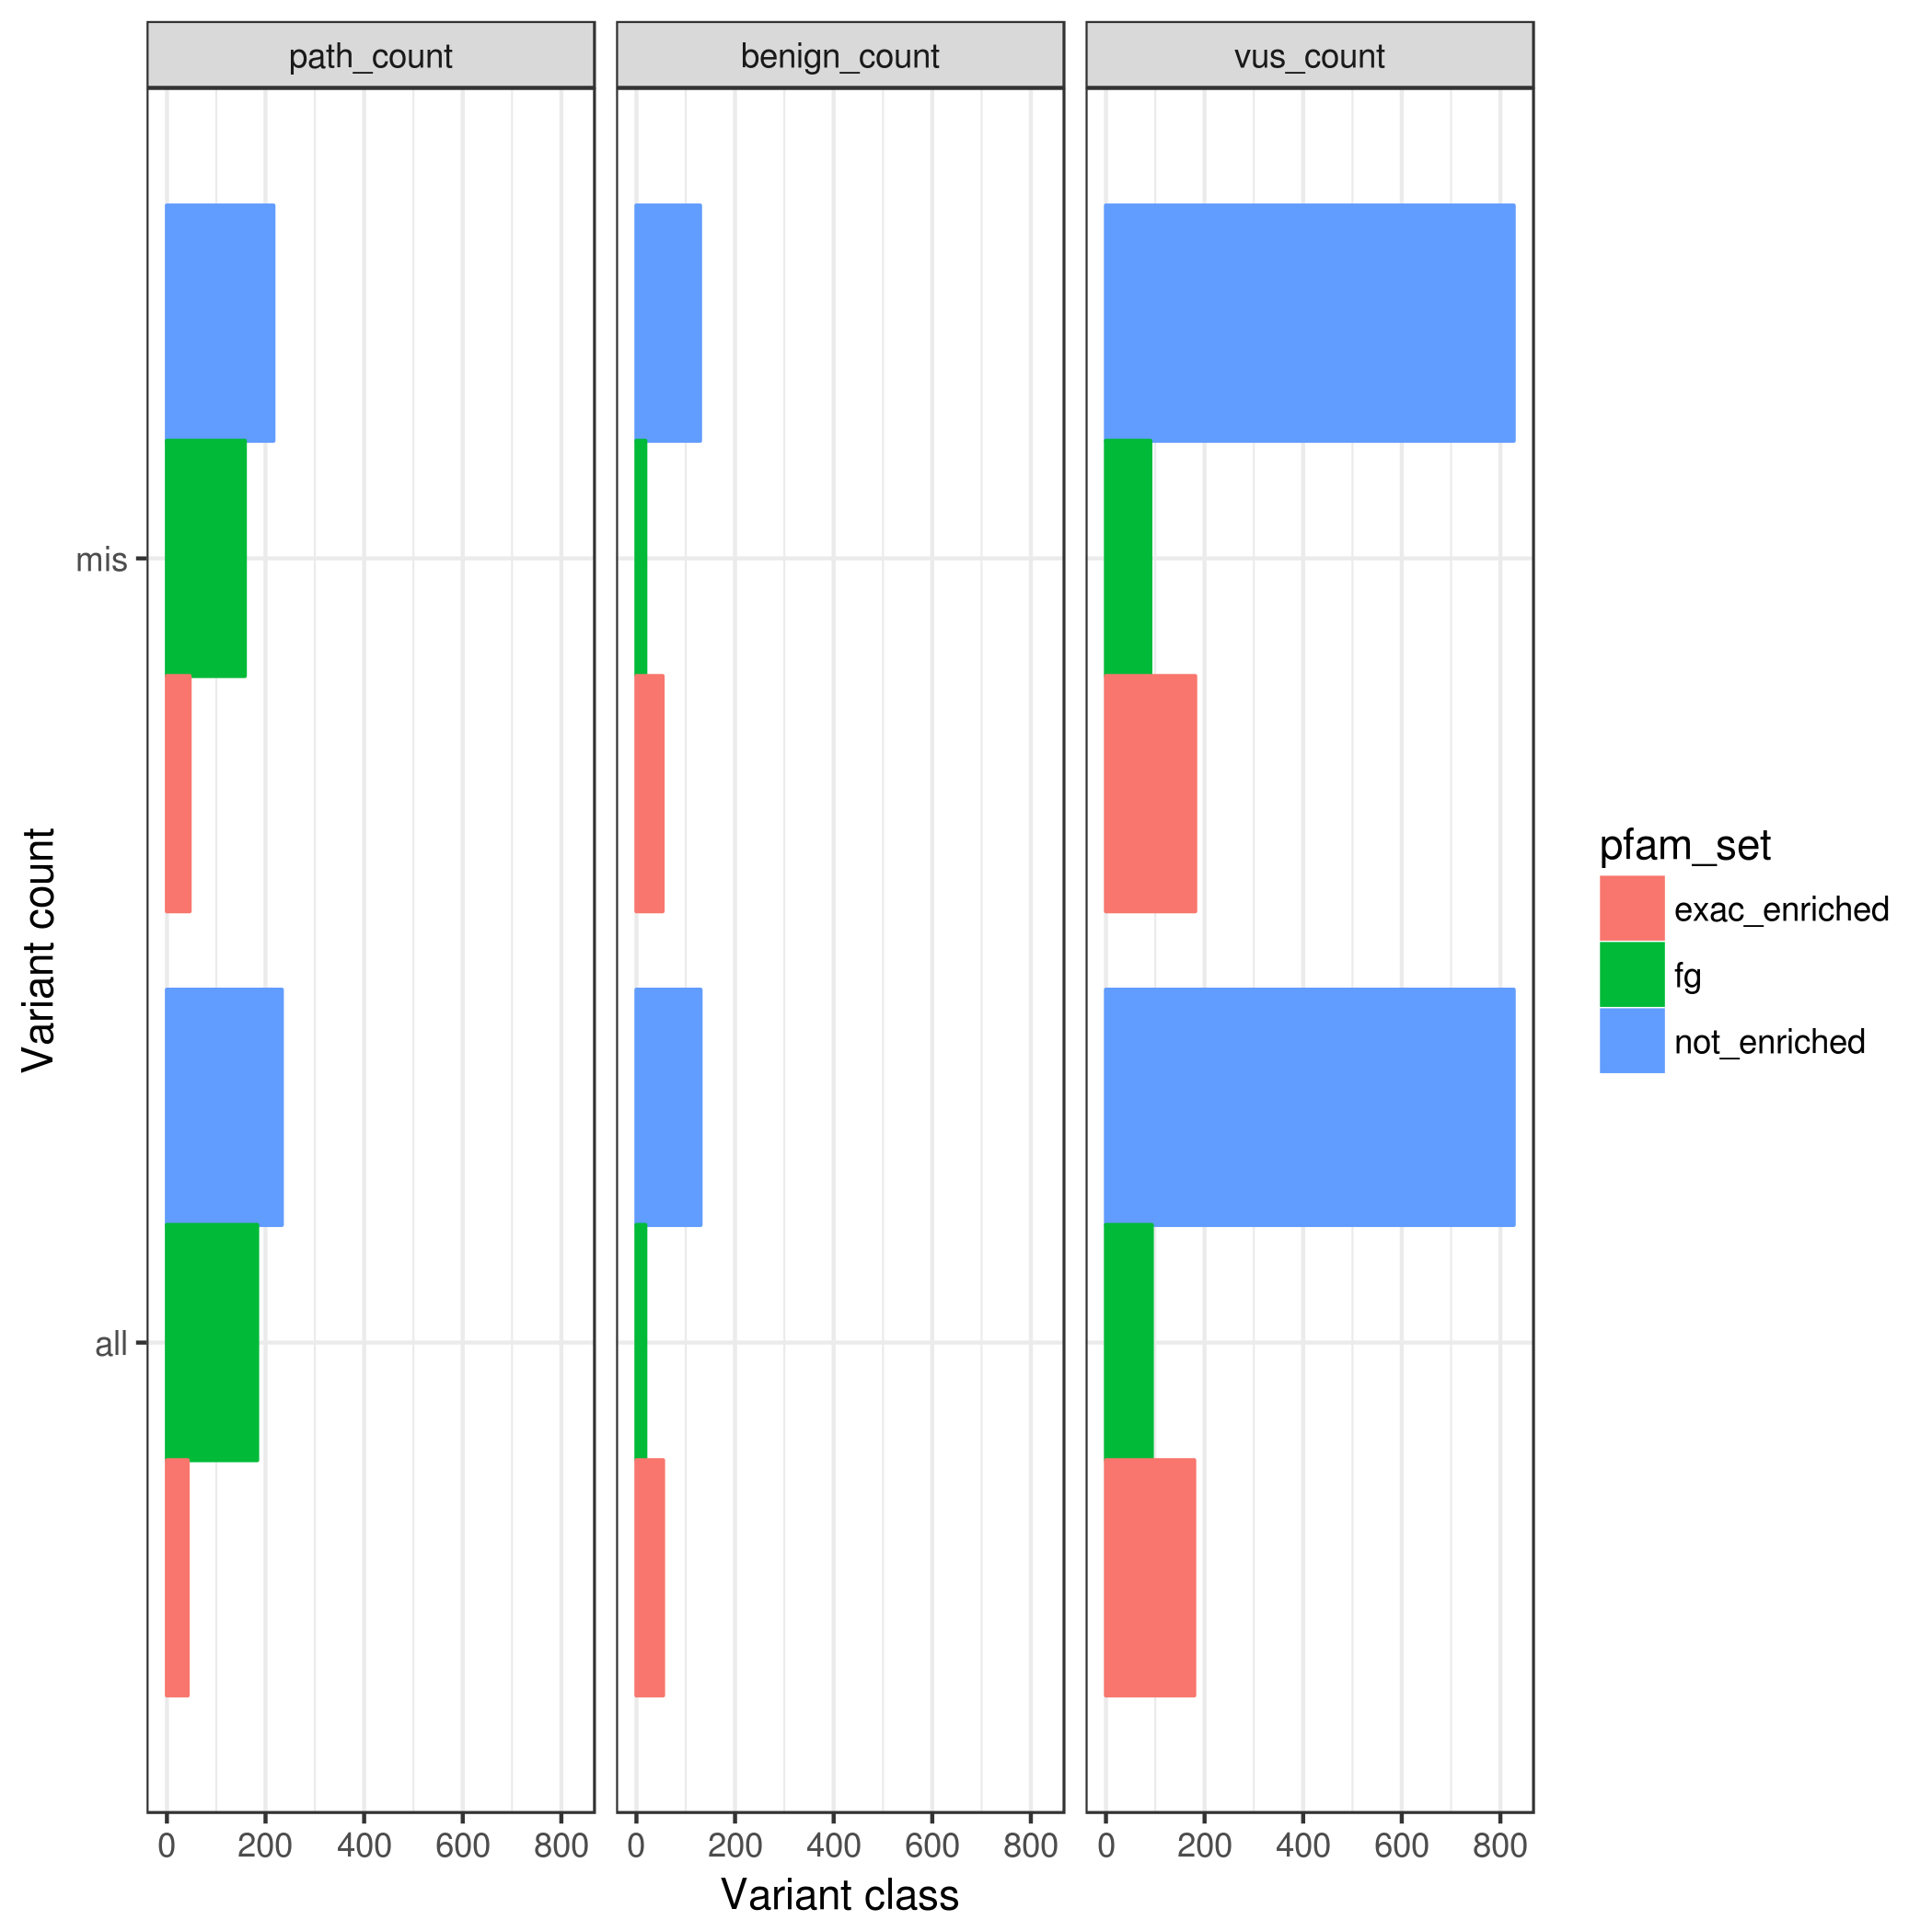 path_count
benign_count
vus_count
Variant count
mis
all
0 200 400 600 800
0 200 400 600 800
0 200 400 600 800
Variant class
pfam_set
exac_enriched
fg
not_enriched